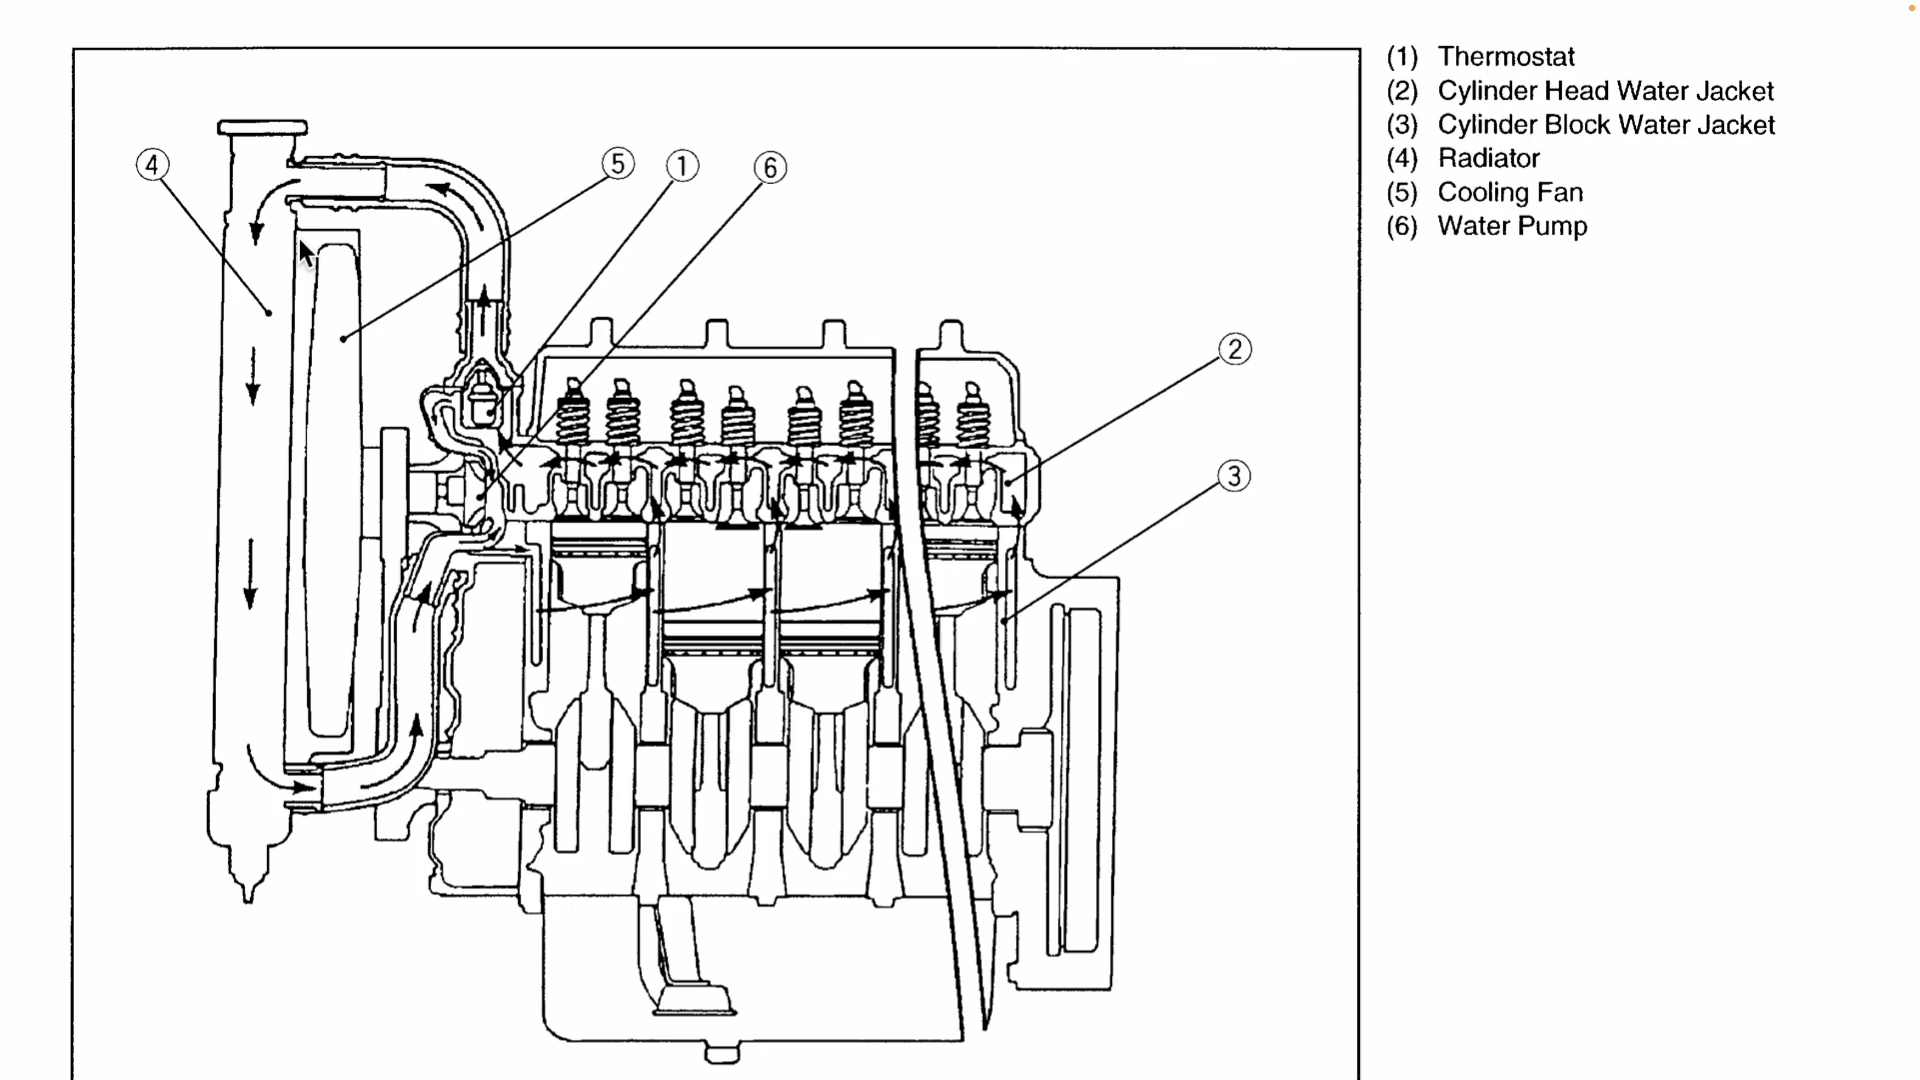 (1) Thermostat
(2) Cylinder Head Water Jacket
(3) Cylinder Block Water Jacket
(4) Radiator
(5) Cooling Fan
(6) Water Pump
4
5
1
6
2
3